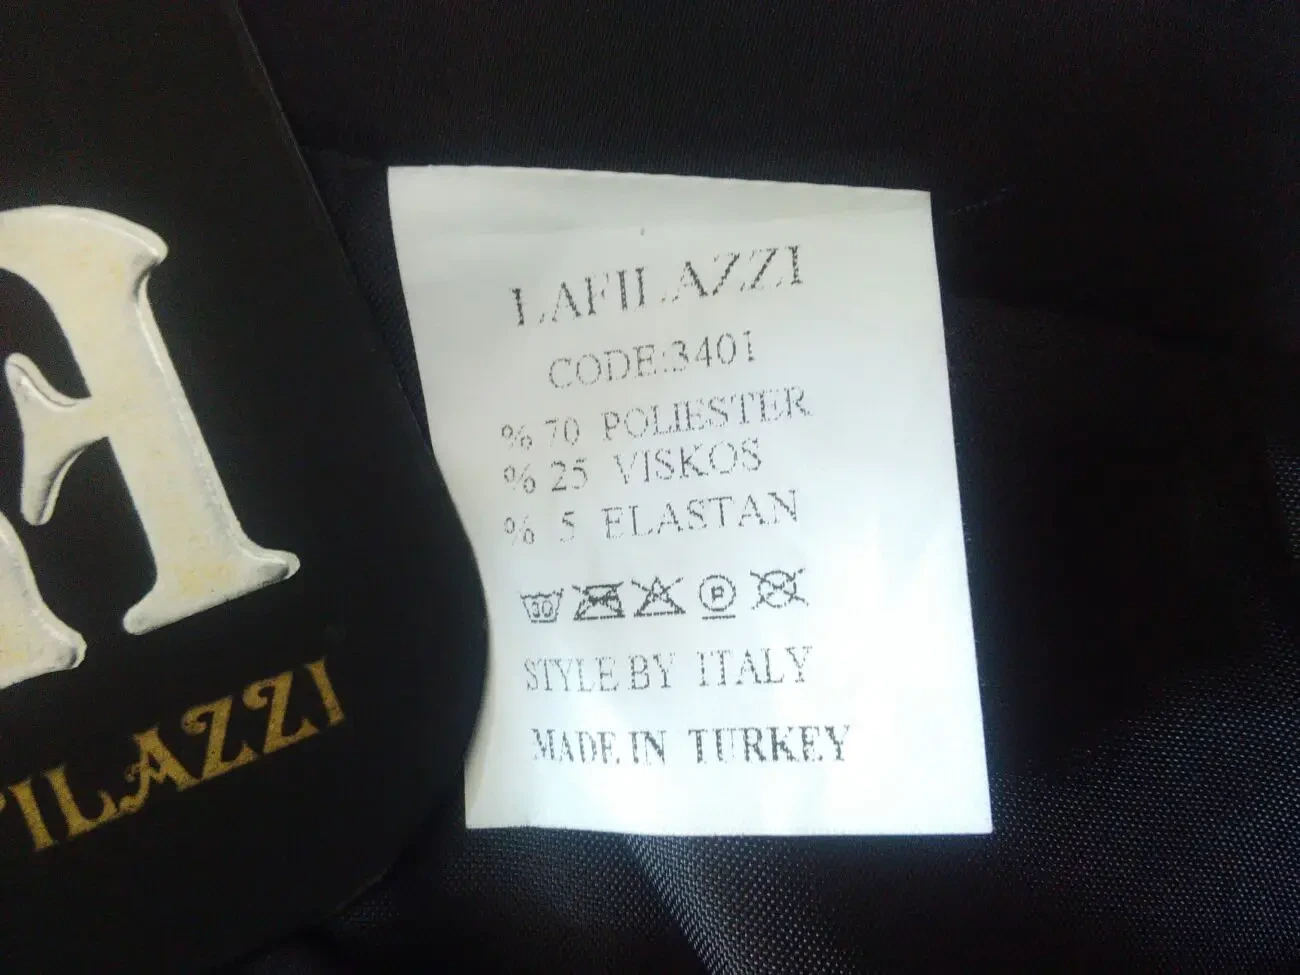 LAFILAZZI
CODE:3401
% 70 POLIESTER
% 25 VISKOS
% 5 ELASTAN
30
P
STYLE BY ITALY
MADE IN TURKEY
FILAZZI